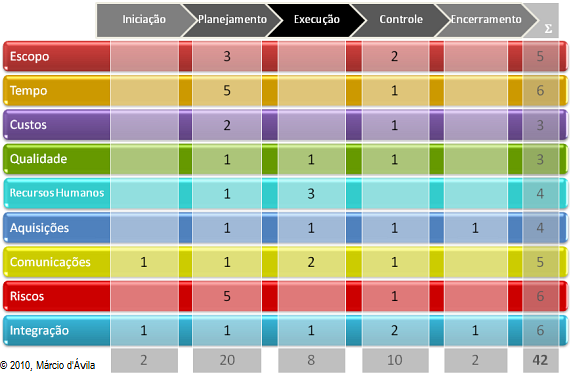 Iniciação Planejamento Execução Controle Encerramento Σ
Escopo 3 2 5
Tempo 5 1 6
Custos 2 1 3
Qualidade 1 1 1 3
Recursos Humanos 1 3 4
Aquisições 1 1 1 1 4
Comunicações 1 1 2 1 5
Riscos 5 1 6
Integração 1 1 1 2 1 6
© 2010, Márcio d'Ávila 2 20 8 10 2 42